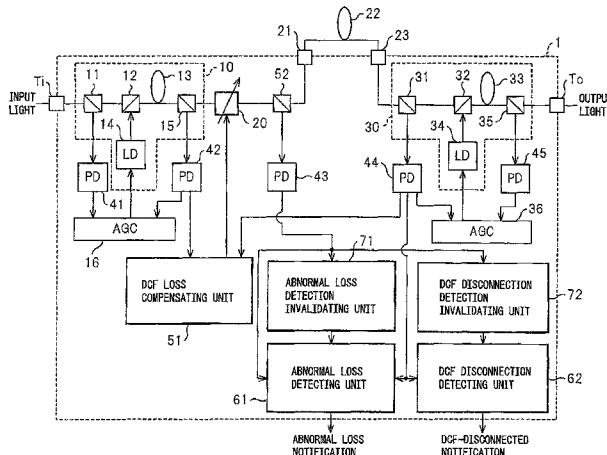 21
22
23
1
Ti
11
12
13
10
52
31
32
33
To
INPUT
LIGHT
OUTPUT
LIGHT
14
15
20
30
34
35
LD
42
LD
PD
PD
PD
43
44
PD
PD
45
41
AGC
16
71
AGC
36
DCF LOSS
COMPENSATING UNIT
51
ABNORMAL LOSS
DETECTION
INVALIDATING UNIT
DCF DISCONNECTION
DETECTION
INVALIDATING UNIT
72
ABNORMAL LOSS
DETECTING UNIT
61
DCF DISCONNECTION
DETECTING UNIT
62
ABNORMAL LOSS
NOTIFICATION
DCF-DISCONNECTED
NOTIFICATION